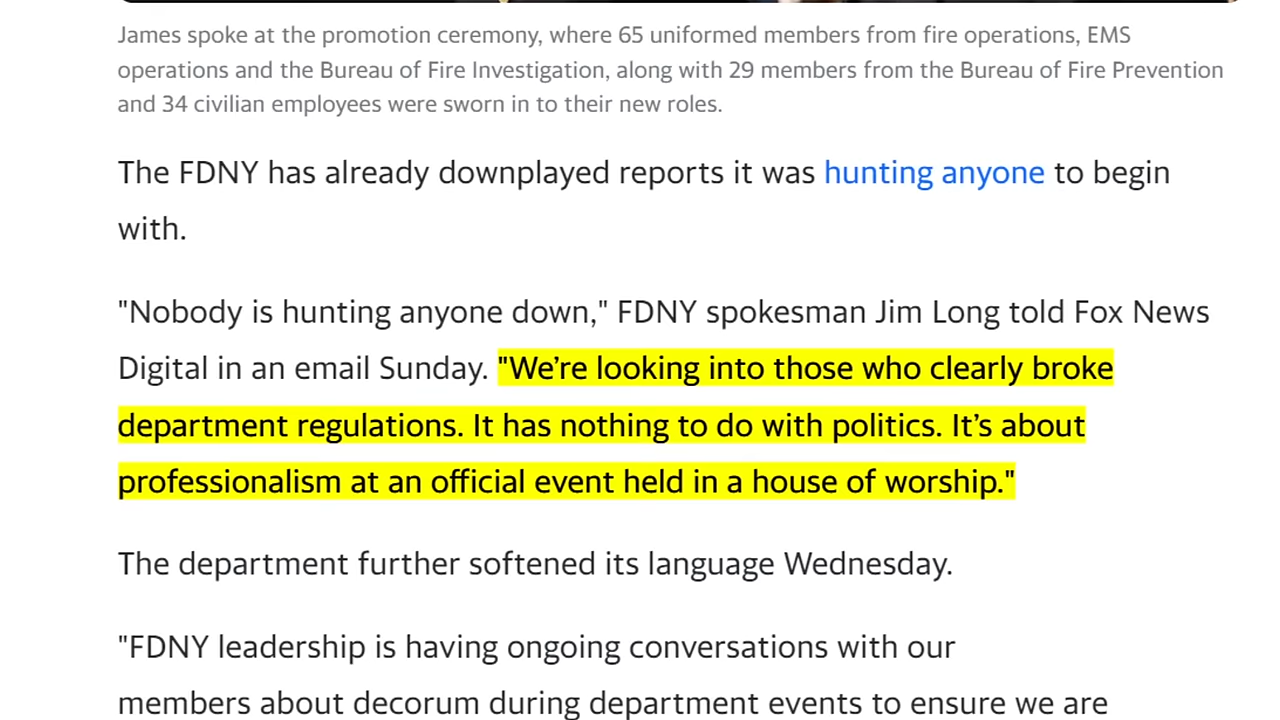 James spoke at the promotion ceremony, where 65 uniformed members from fire operations, EMS
operations and the Bureau of Fire Investigation, along with 29 members from the Bureau of Fire Prevention
and 34 civilian employees were sworn in to their new roles.
The FDNY has already downplayed reports it was hunting anyone to begin
with.
"Nobody is hunting anyone down," FDNY spokesman Jim Long told Fox News
Digital in an email Sunday. "We’re looking into those who clearly broke
department regulations. It has nothing to do with politics. It’s about
professionalism at an official event held in a house of worship."
The department further softened its language Wednesday.
"FDNY leadership is having ongoing conversations with our
members about decorum during department events to ensure we are